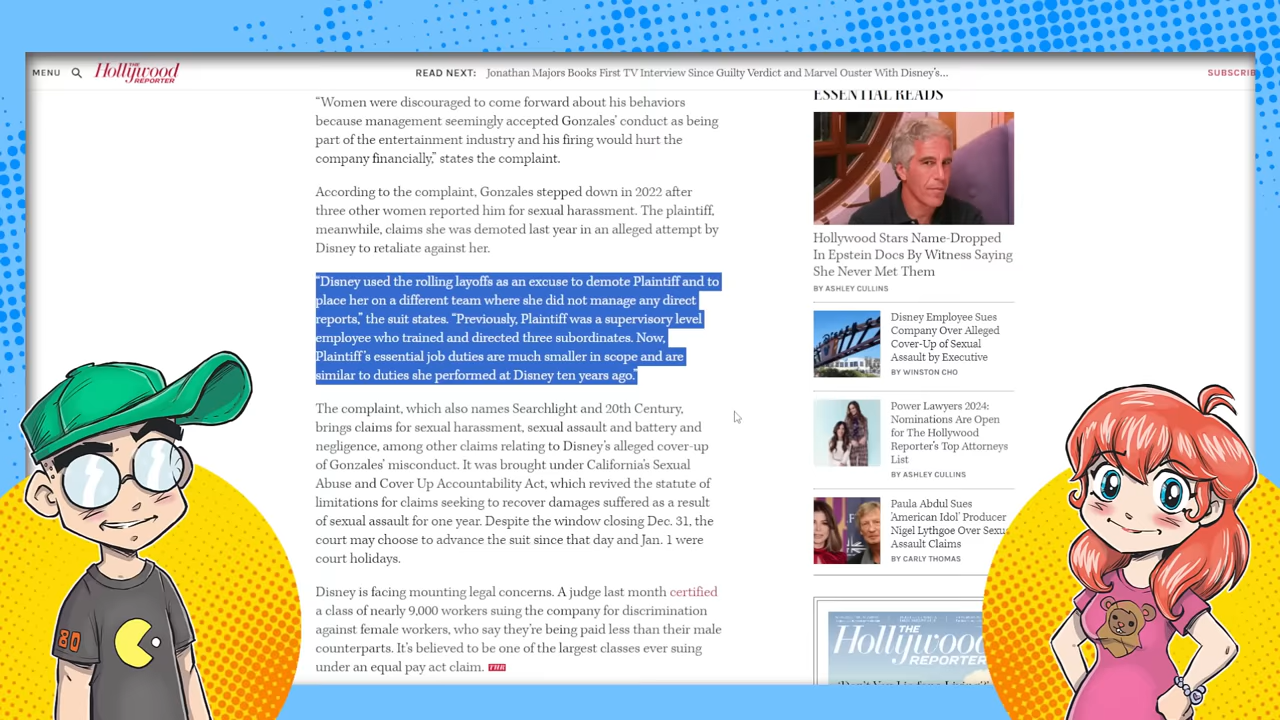 MENU
THE
Hollywood
REPORTER
READ NEXT: Jonathan Majors Books First TV Interview Since Guilty Verdict and Marvel Ouster With Disney's...
SUBSCRIB
“Women were discouraged to come forward about his behaviors
because management seemingly accepted Gonzales’ conduct as being
part of the entertainment industry and his firing would hurt the
company financially,” states the complaint.
According to the complaint, Gonzales stepped down in 2022 after
three other women reported him for sexual harassment. The plaintiff,
meanwhile, claims she was demoted last year in an alleged attempt by
Disney to retaliate against her.
“Disney used the rolling layoffs as an excuse to demote Plaintiff and to
place her on a different team where she did not manage any direct
reports,” the suit states. “Previously, Plaintiff was a supervisory level
employee who trained and directed three subordinates. Now,
Plaintiff’s essential job duties are much smaller in scope and are
similar to duties she performed at Disney ten years ago.”
The complaint, which also names Searchlight and 20th Century,
brings claims for sexual harassment, sexual assault and battery and
negligence, among other claims relating to Disney’s alleged cover-up
of Gonzales’ misconduct. It was brought under California’s Sexual
Abuse and Cover Up Accountability Act, which revived the statute of
limitations for claims seeking to recover damages suffered as a result
of sexual assault for one year. Despite the window closing Dec. 31, the
court may choose to advance the suit since that day and Jan. 1 were
court holidays.
Disney is facing mounting legal concerns. A judge last month certified
a class of nearly 9,000 workers suing the company for discrimination
against female workers, who say they’re being paid less than their male
counterparts. It’s believed to be one of the largest classes ever suing
under an equal pay act claim. THR
ESSENTIAL READS
Hollywood Stars Name-Dropped
In Epstein Docs By Witness Saying
She Never Met Them
BY ASHLEY CULLINS
Disney Employee Sues
Company Over Alleged
Cover-Up of Sexual
Assault by Executive
BY WINSTON CHO
Power Lawyers 2024:
Nominations Are Open
for The Hollywood
Reporter’s Top Attorneys
List
BY ASHLEY CULLINS
Paula Abdul Sues
‘American Idol’ Producer
Nigel Lythgoe Over Sexu
Assault Claims
BY CARLY THOMAS
THE
Hollywood
REPORTER
80